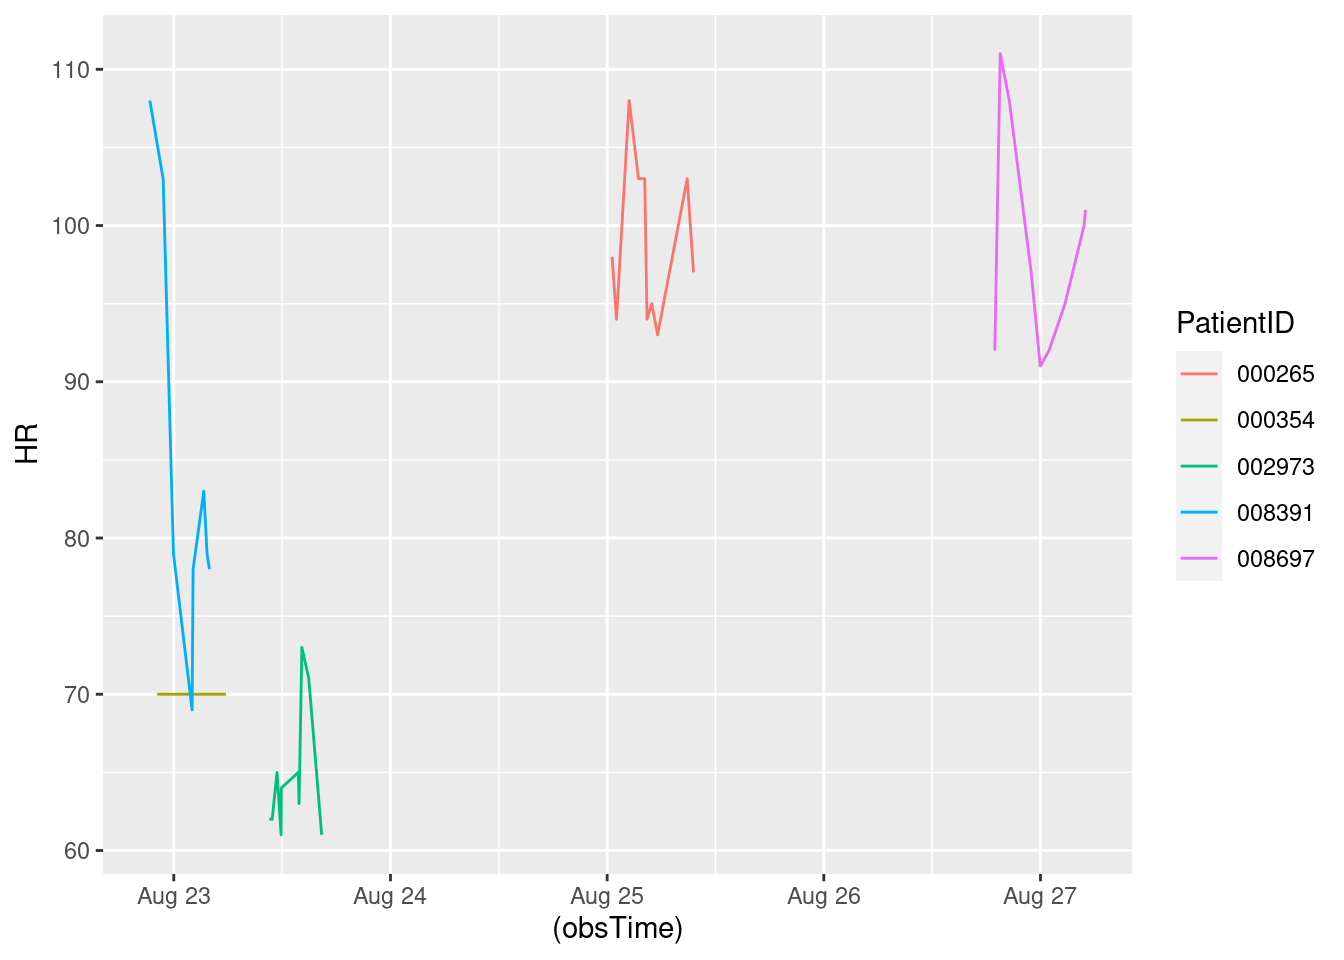 110
100
90
80
70
60
HR
Aug 23
Aug 24
Aug 25
Aug 26
Aug 27
(obsTime)
PatientID
000265
000354
002973
008391
008697